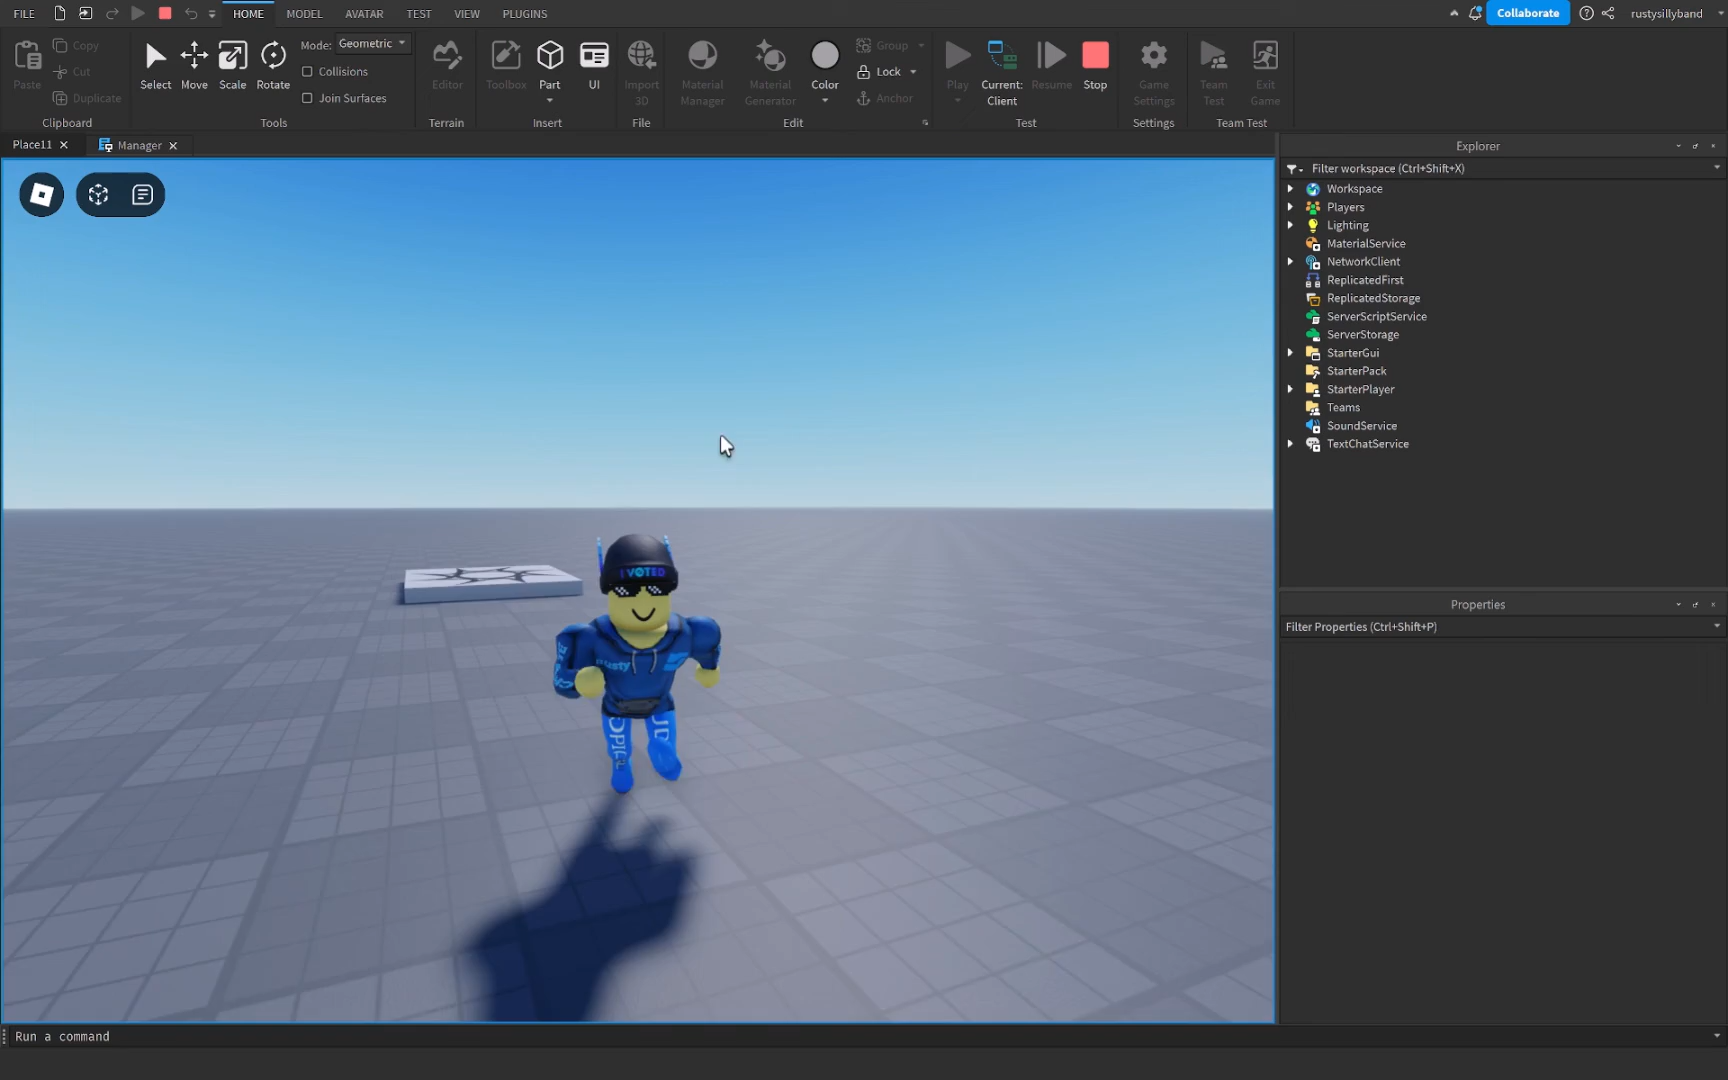 FILE HOME MODEL AVATAR TEST VIEW PLUGINS Collaborate rustysillyband
Paste Copy Cut Duplicate
Clipboard
Select Move Scale Rotate
Mode: Geometric
Collisions
Join Surfaces
Tools
Editor
Terrain
Toolbox Part UI
Insert
Import 3D
File
Material Manager
Material Generator
Color
Group
Lock
Anchor
Edit
Play
Current: Client
Resume Stop
Test
Game Settings
Settings
Team Test
Exit Game
Team Test
Place11 Manager
I VOTED
rusty
Explorer
Filter workspace (Ctrl+Shift+X)
Workspace
Players
Lighting
MaterialService
NetworkClient
ReplicatedFirst
ReplicatedStorage
ServerScriptService
ServerStorage
StarterGui
StarterPack
StarterPlayer
Teams
SoundService
TextChatService
Properties
Filter Properties (Ctrl+Shift+P)
Run a command